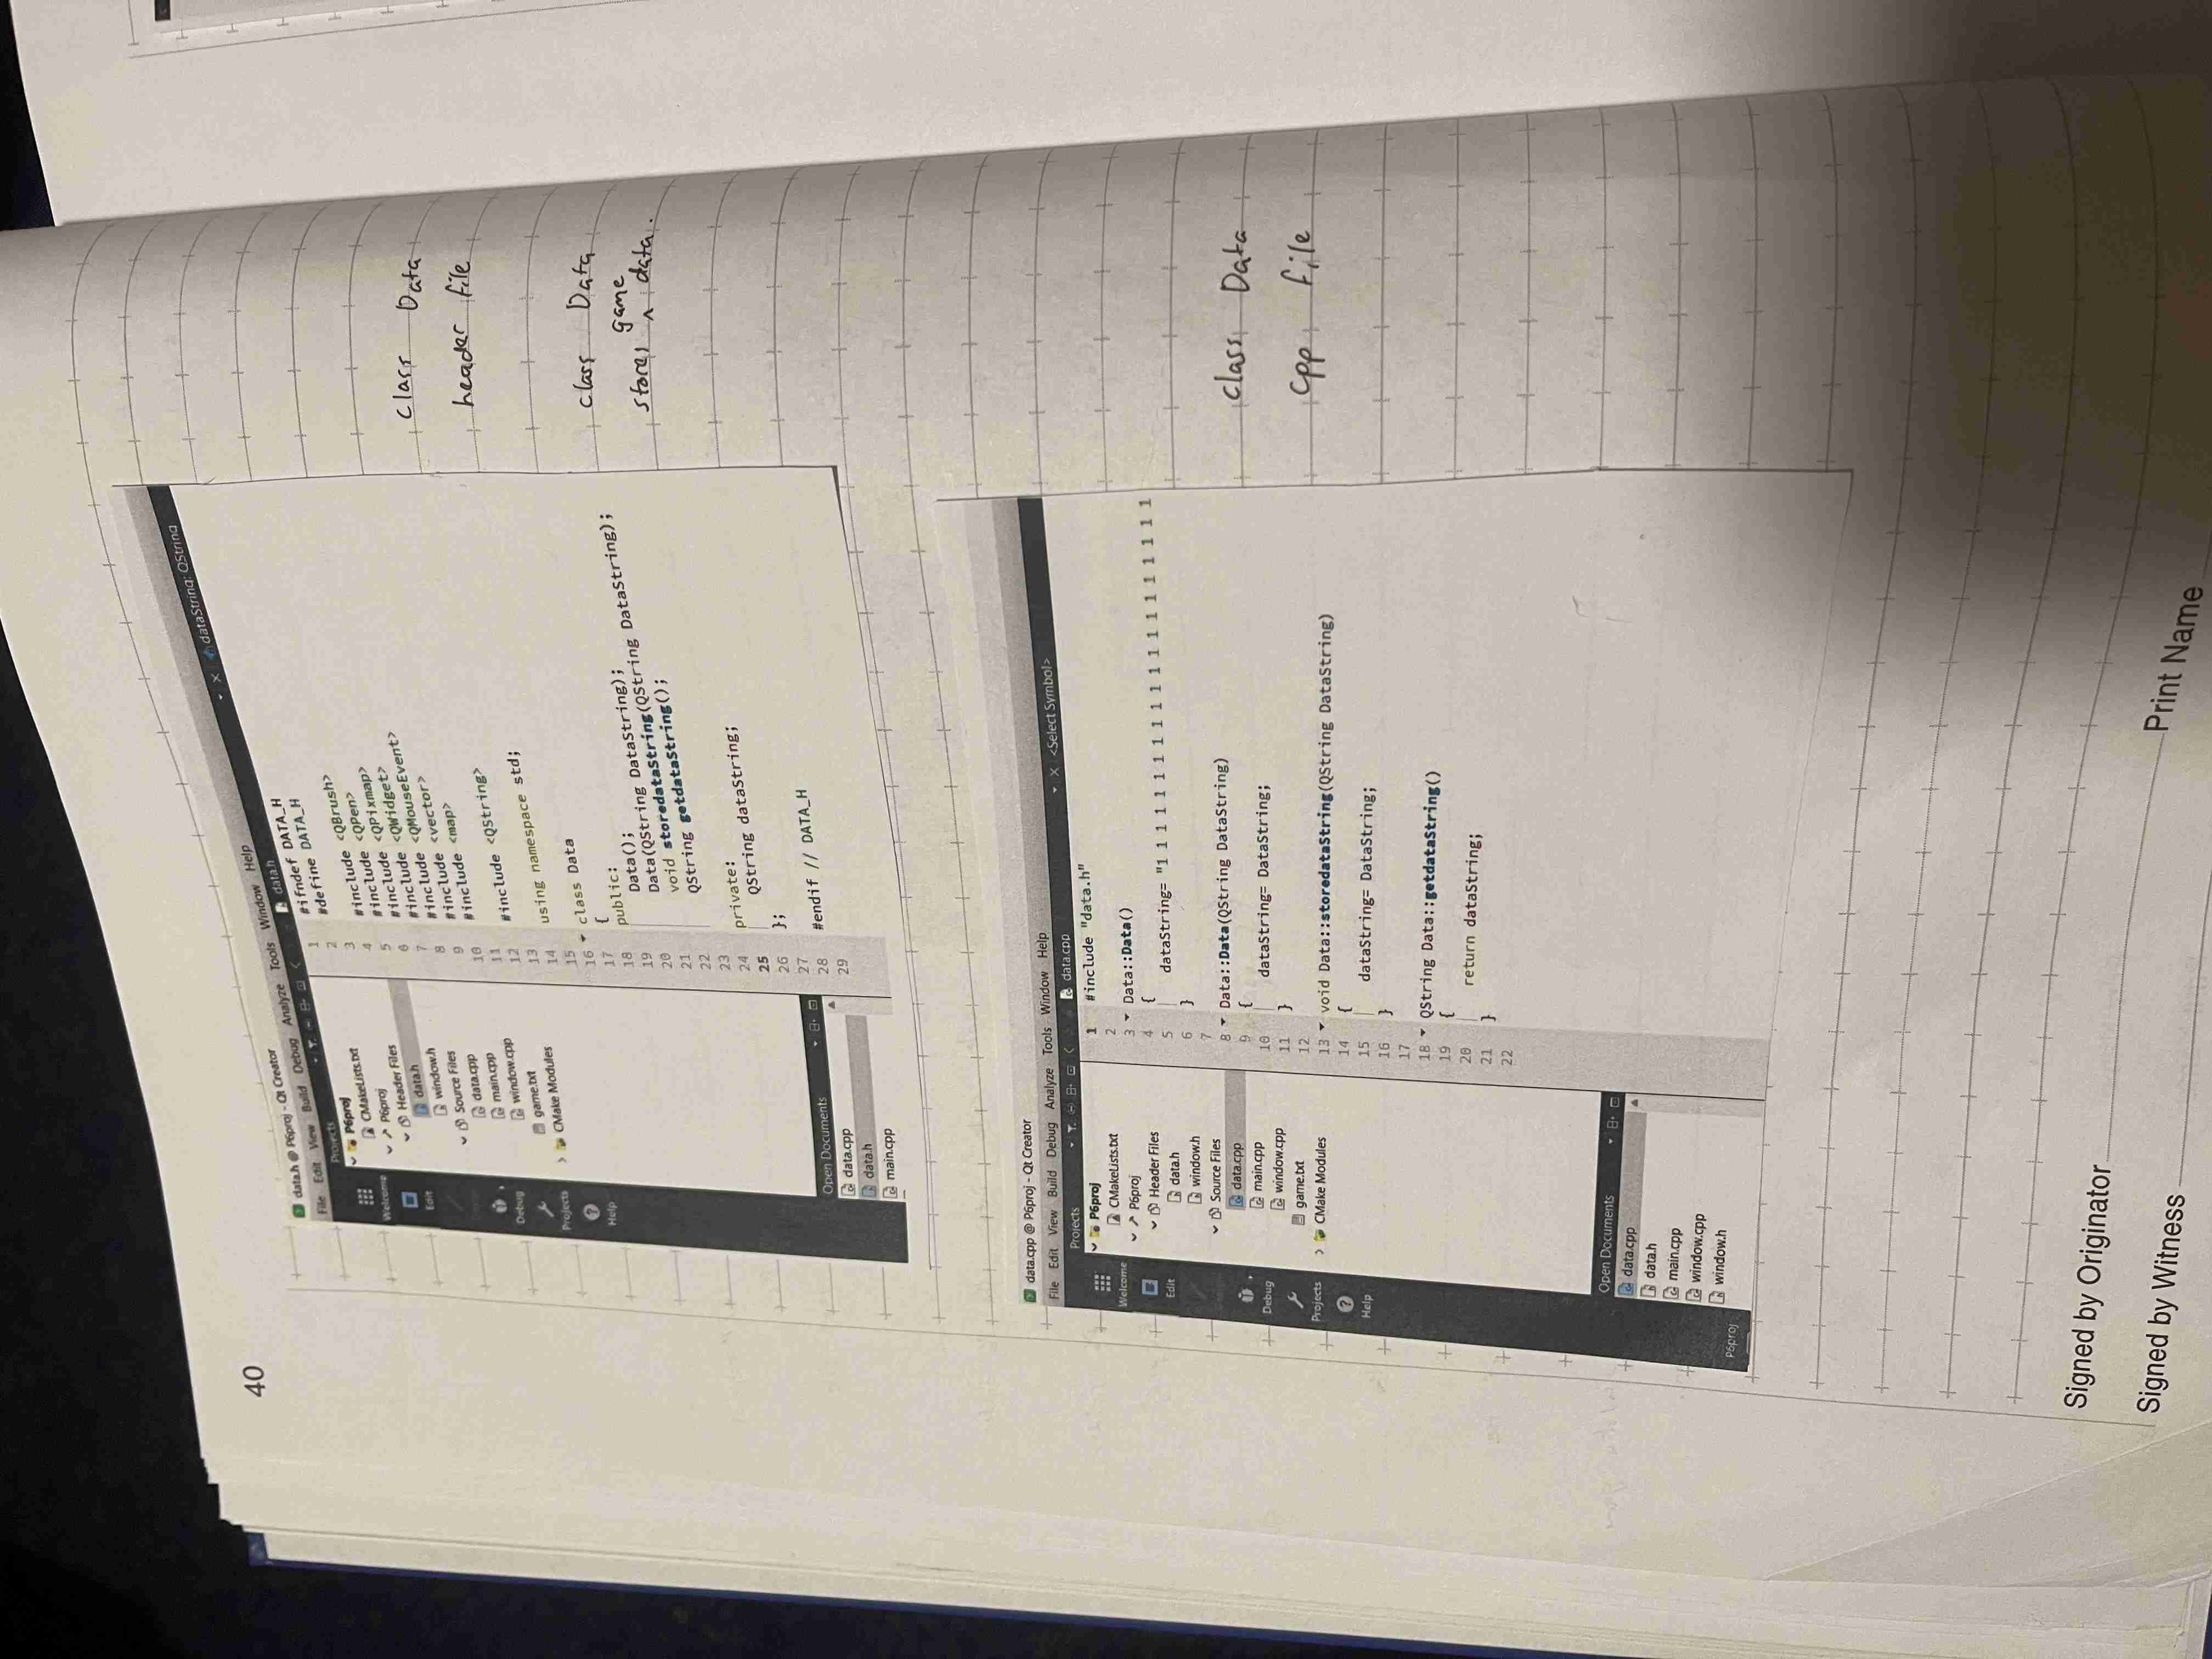 40
data.h @ P6proj - Qt Creator
File Edit View Build Debug Analyze Tools Window Help
Projects
data.h
dataString: QString
P6proj
CMakeLists.txt
P6proj
Header Files
data.h
window.h
Source Files
data.cpp
main.cpp
window.cpp
game.txt
CMake Modules
Welcome
Edit
Debug
Projects
Help
Open Documents
data.cpp
data.h
main.cpp
1 #ifndef DATA_H
2 #define DATA_H
3
4 #include <QBrush>
5 #include <QPen>
6 #include <QPixmap>
7 #include <QWidget>
8 #include <QMouseEvent>
9 #include <vector>
10 #include <map>
11
12 #include <QString>
13
14 using namespace std;
15
16 class Data
17 {
18 public:
19 Data();
20 Data(QString DataString);
21 void storedataString(QString DataString);
22 QString getdataString();
23
24 private:
25 QString dataString;
26 };
27
28 #endif // DATA_H
29
class Data
header file
class Data
game
stores ^ data.
data.cpp @ P6proj - Qt Creator
File Edit View Build Debug Analyze Tools Window Help
Projects
data.cpp
<Select Symbol>
P6proj
CMakeLists.txt
P6proj
Header Files
data.h
window.h
Source Files
data.cpp
main.cpp
window.cpp
game.txt
CMake Modules
Welcome
Edit
Debug
Projects
Help
Open Documents
data.cpp
data.h
main.cpp
window.cpp
window.h
P6proj
1 #include "data.h"
2
3 Data::Data()
4 {
5 dataString= "1 1 1 1 1 1 1 1 1 1 1 1 1 1 1 1 1 1 1 1 1 1
6 }
7
8 Data::Data(QString DataString)
9 {
10 dataString= DataString;
11 }
12
13 void Data::storedataString(QString DataString)
14 {
15 dataString= DataString;
16 }
17
18 QString Data::getdataString()
19 {
20 return dataString;
21 }
22
class Data
cpp file
Signed by Originator
Signed by Witness
Print Name